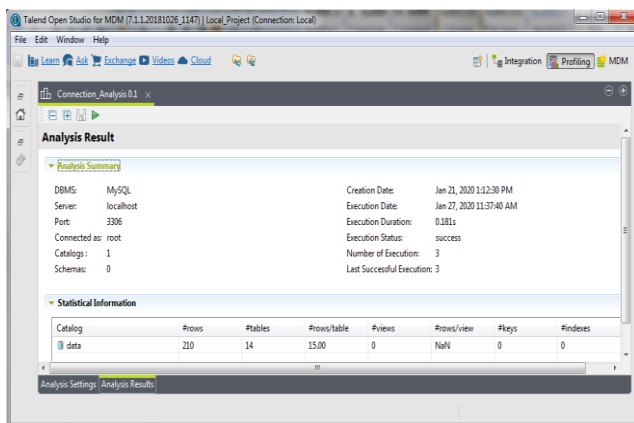 Talend Open Studio for MDM (7.1.1.20181026_1147) | Local_Project (Connection: Local)
File Edit Window Help
Learn Ask Exchange Videos Cloud Integration Profiling MDM
Connection_Analysis 0.1
Analysis Result
Analysis Summary
DBMS: MySQL Creation Date: Jan 21, 2020 1:12:30 PM
Server: localhost Execution Date: Jan 27, 2020 11:37:40 AM
Port: 3306 Execution Duration: 0.181s
Connected as: root Execution Status: success
Catalogs : 1 Number of Execution: 3
Schemas: 0 Last Successful Execution: 3
Statistical Information
Catalog #rows #tables #rows/table #views #rows/view #keys #indexes
data 210 14 15.00 0 NaN 0 0
Analysis Settings Analysis Results